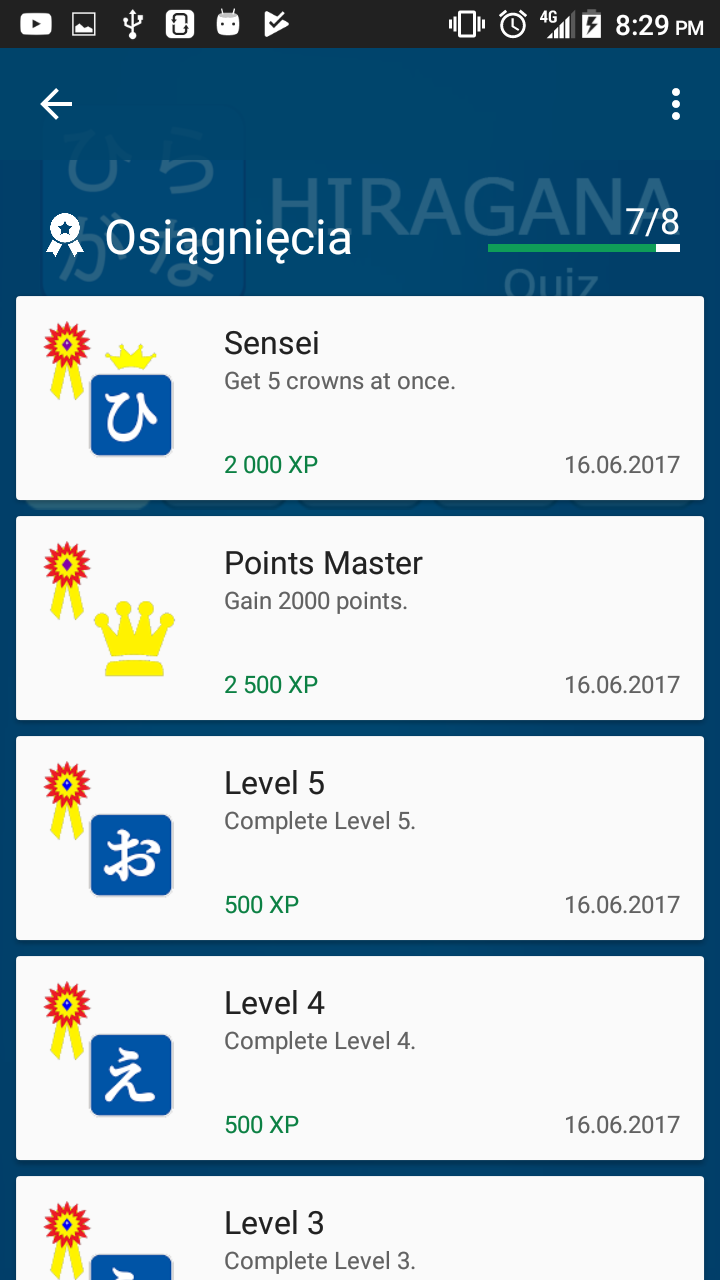 4G 8:29 PM
ひら
がな
HIRAGANA
Quiz
Osiągnięcia
7/8
Sensei
Get 5 crowns at once.
ひ
2 000 XP 16.06.2017
Points Master
Gain 2000 points.
2 500 XP 16.06.2017
Level 5
Complete Level 5.
お
500 XP 16.06.2017
Level 4
Complete Level 4.
え
500 XP 16.06.2017
Level 3
Complete Level 3.